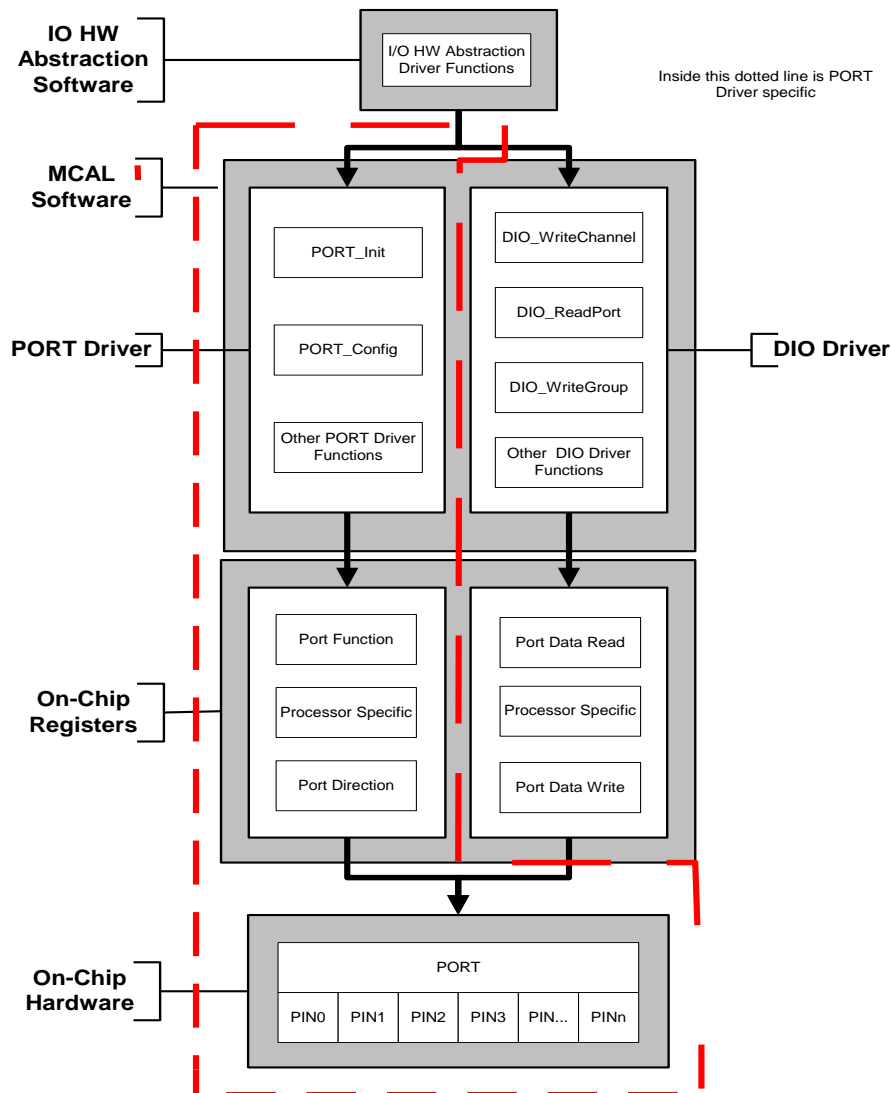 IO HW
Abstraction
Software
I/O HW Abstraction
Driver Functions
Inside this dotted line is PORT
Driver specific
MCAL
Software
PORT_Init
DIO_WriteChannel
DIO_ReadPort
PORT Driver
PORT_Config
DIO Driver
DIO_WriteGroup
Other PORT Driver
Functions
Other DIO Driver
Functions
Port Function
Port Data Read
On-Chip
Registers
Processor Specific
Processor Specific
Port Direction
Port Data Write
On-Chip
Hardware
PORT
PIN0 PIN1 PIN2 PIN3 PIN... PINn